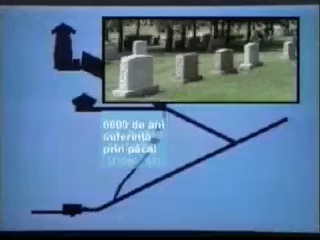 6000 de ani
suferință
prin păcat